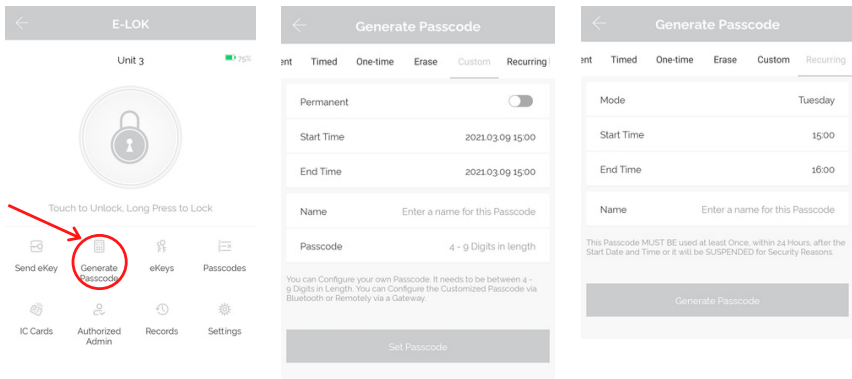 E-LOK
Unit 3
75%
Touch to Unlock, Long Press to Lock
Send eKey
Generate
Passcode
eKeys
Passcodes
IC Cards
Authorized
Admin
Records
Settings
Generate Passcode
ent Timed One-time Erase Custom Recurring
Permanent
Start Time 2021.03.09 15:00
End Time 2021.03.09 15:00
Name Enter a name for this Passcode
Passcode 4 - 9 Digits in length
You can Configure your own Passcode. It needs to be between 4 -
9 Digits in Length. You can Configure the Customized Passcode via
Bluetooth or Remotely via a Gateway.
Set Passcode
Generate Passcode
ent Timed One-time Erase Custom Recurring
Mode Tuesday
Start Time 15:00
End Time 16:00
Name Enter a name for this Passcode
This Passcode MUST BE used at least Once, within 24 Hours, after the
Start Date and Time or it will be SUSPENDED for Security Reasons.
Generate Passcode